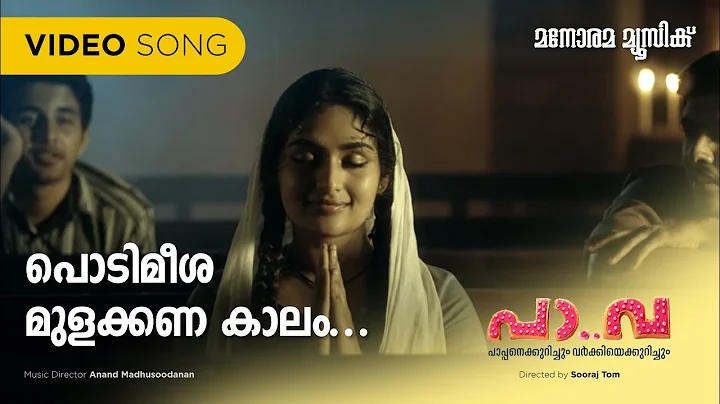 VIDEO SONG
മനോരമ മ്യൂസിക്
പൊടിമീശ
മുളക്കണ കാലം...
പാ..വ
പാപ്പനെക്കുറിച്ചും വർക്കിയെക്കുറിച്ചും
Music Director Anand Madhusoodanan
Directed by Sooraj Tom